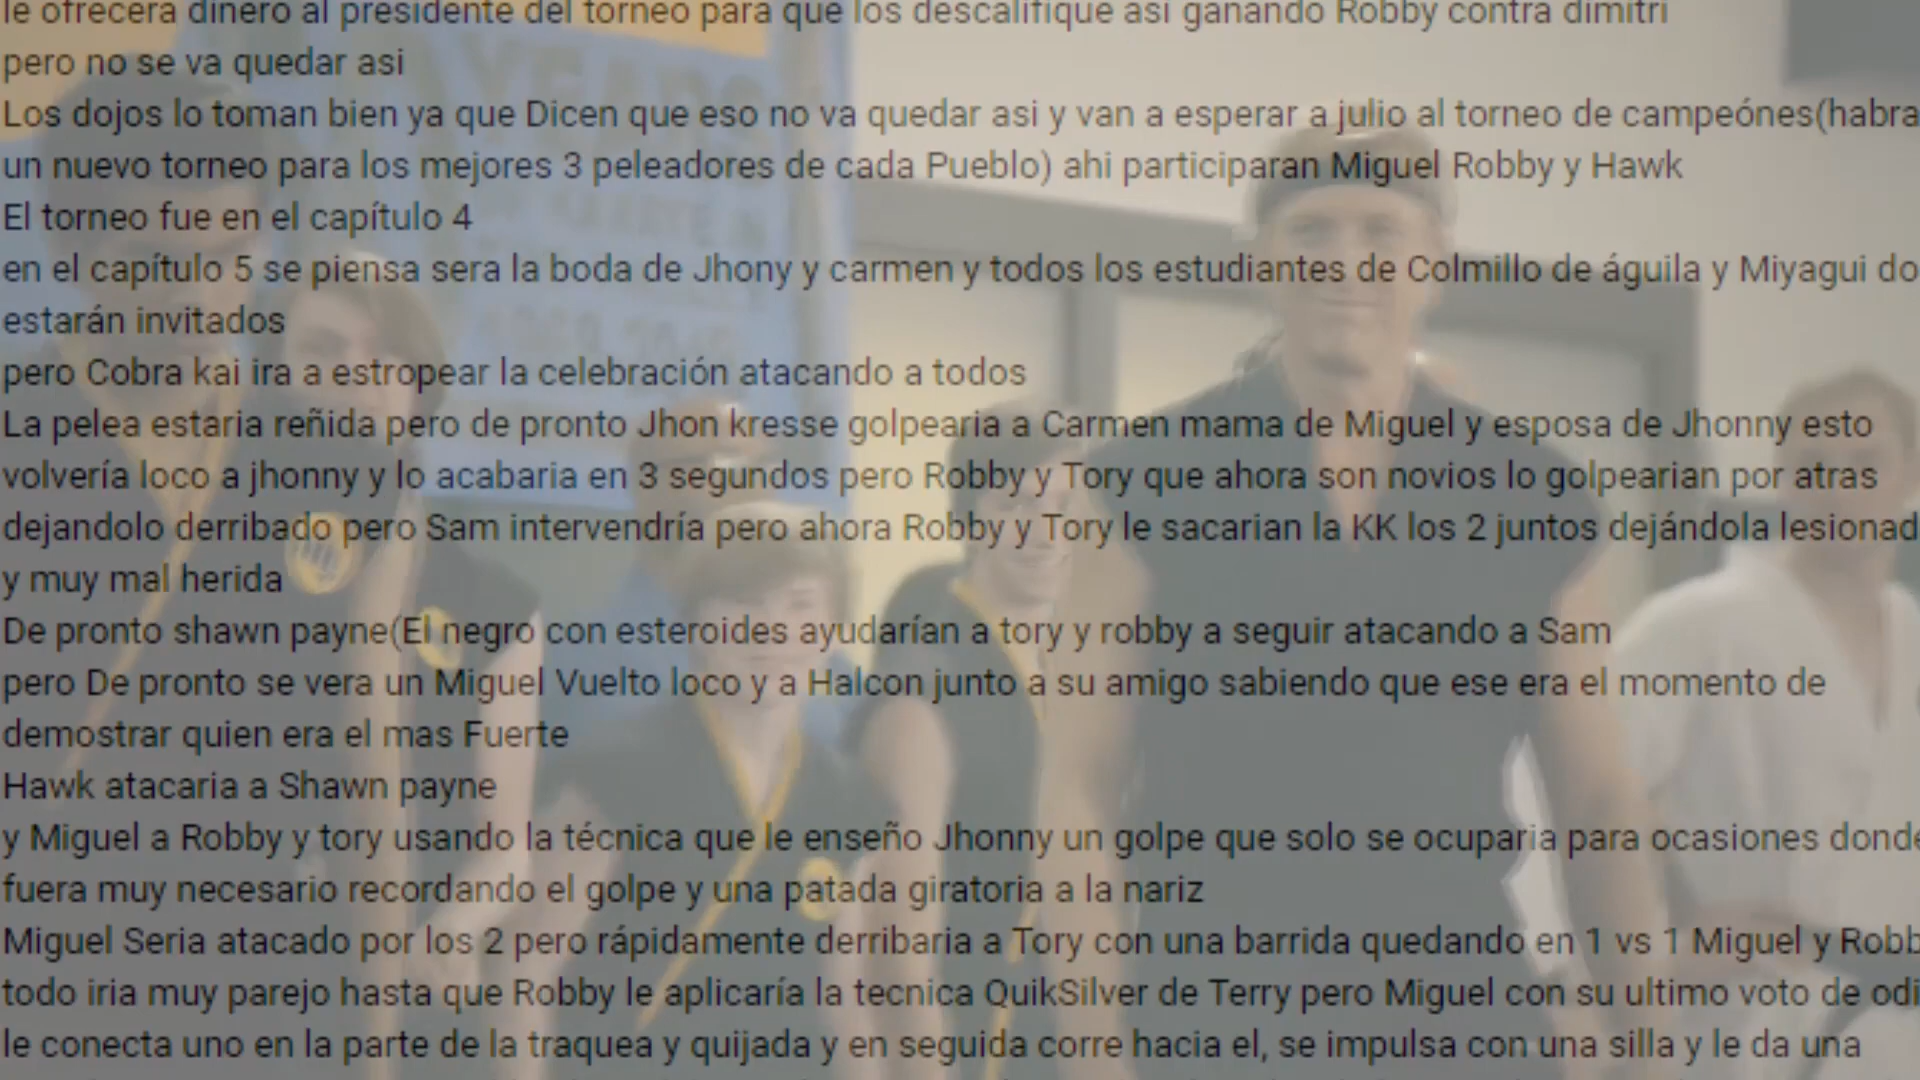 le ofrecera dinero al presidente del torneo para que los descalifique asi ganando Robby contra dimitri
pero no se va quedar asi
Los dojos lo toman bien ya que Dicen que eso no va quedar asi y van a esperar a julio al torneo de campeónes(habra
un nuevo torneo para los mejores 3 peleadores de cada Pueblo) ahi participaran Miguel Robby y Hawk
El torneo fue en el capítulo 4
en el capítulo 5 se piensa sera la boda de Jhony y carmen y todos los estudiantes de Colmillo de águila y Miyagui do
estarán invitados
pero Cobra kai ira a estropear la celebración atacando a todos
La pelea estaria reñida pero de pronto Jhon kresse golpearia a Carmen mama de Miguel y esposa de Jhonny esto
volvería loco a jhonny y lo acabaria en 3 segundos pero Robby y Tory que ahora son novios lo golpearian por atras
dejandolo derribado pero Sam intervendría pero ahora Robby y Tory le sacarian la KK los 2 juntos dejándola lesionad
y muy mal herida
De pronto shawn payne(El negro con esteroides ayudarían a tory y robby a seguir atacando a Sam
pero De pronto se vera un Miguel Vuelto loco y a Halcon junto a su amigo sabiendo que ese era el momento de
demostrar quien era el mas Fuerte
Hawk atacaria a Shawn payne
y Miguel a Robby y tory usando la técnica que le enseño Jhonny un golpe que solo se ocuparia para ocasiones donde
fuera muy necesario recordando el golpe y una patada giratoria a la nariz
Miguel Seria atacado por los 2 pero rápidamente derribaria a Tory con una barrida quedando en 1 vs 1 Miguel y Robb
todo iria muy parejo hasta que Robby le aplicaría la tecnica QuikSilver de Terry pero Miguel con su ultimo voto de odi
le conecta uno en la parte de la traquea y quijada y en seguida corre hacia el, se impulsa con una silla y le da una